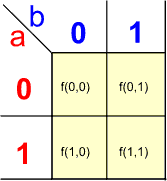 b 0 1
a
0 f(0,0) f(0,1)
1 f(1,0) f(1,1)